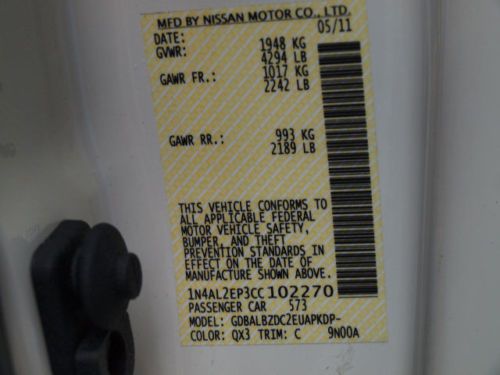 MFD BY NISSAN MOTOR CO., LTD.
DATE: 05/11
GVWR: 1948 KG
4294 LB
GAWR FR.: 1017 KG
2242 LB
GAWR RR.: 993 KG
2189 LB
THIS VEHICLE CONFORMS TO
ALL APPLICABLE FEDERAL
MOTOR VEHICLE SAFETY,
BUMPER, AND THEFT
PREVENTION STANDARDS IN
EFFECT ON THE DATE OF
MANUFACTURE SHOWN ABOVE.
1N4AL2EP3CC102270
PASSENGER CAR 573
MODEL: GDBALBZDC2EUAPKDP-
COLOR: QX3 TRIM: C 9N00A